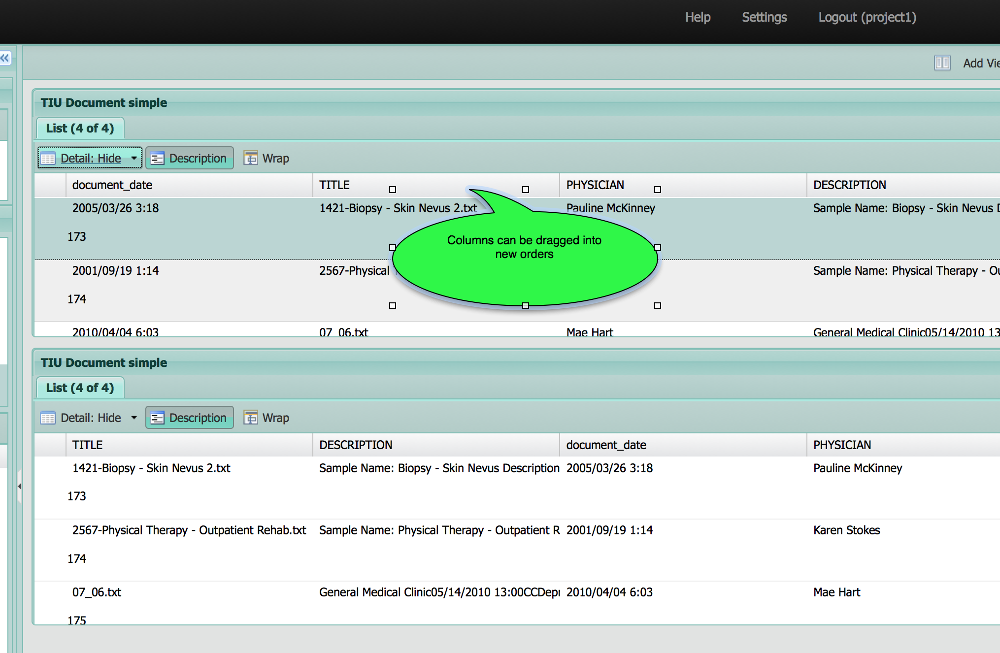 Help Settings Logout (project1)
Add Vie
TIU Document simple
List (4 of 4)
Detail: Hide Description Wrap
document_date TITLE PHYSICIAN DESCRIPTION
2005/03/26 3:18 1421-Biopsy - Skin Nevus 2.txt Pauline McKinney Sample Name: Biopsy - Skin Nevus D
173
Columns can be dragged into
new orders
2001/09/19 1:14 2567-Physical Sample Name: Physical Therapy - Ou
174
2010/04/04 6:03 07_06.txt Mae Hart General Medical Clinic05/14/2010 13
TIU Document simple
List (4 of 4)
Detail: Hide Description Wrap
TITLE DESCRIPTION document_date PHYSICIAN
1421-Biopsy - Skin Nevus 2.txt Sample Name: Biopsy - Skin Nevus Description 2005/03/26 3:18 Pauline McKinney
173
2567-Physical Therapy - Outpatient Rehab.txt Sample Name: Physical Therapy - Outpatient R 2001/09/19 1:14 Karen Stokes
174
07_06.txt General Medical Clinic05/14/2010 13:00CCDepr 2010/04/04 6:03 Mae Hart
175